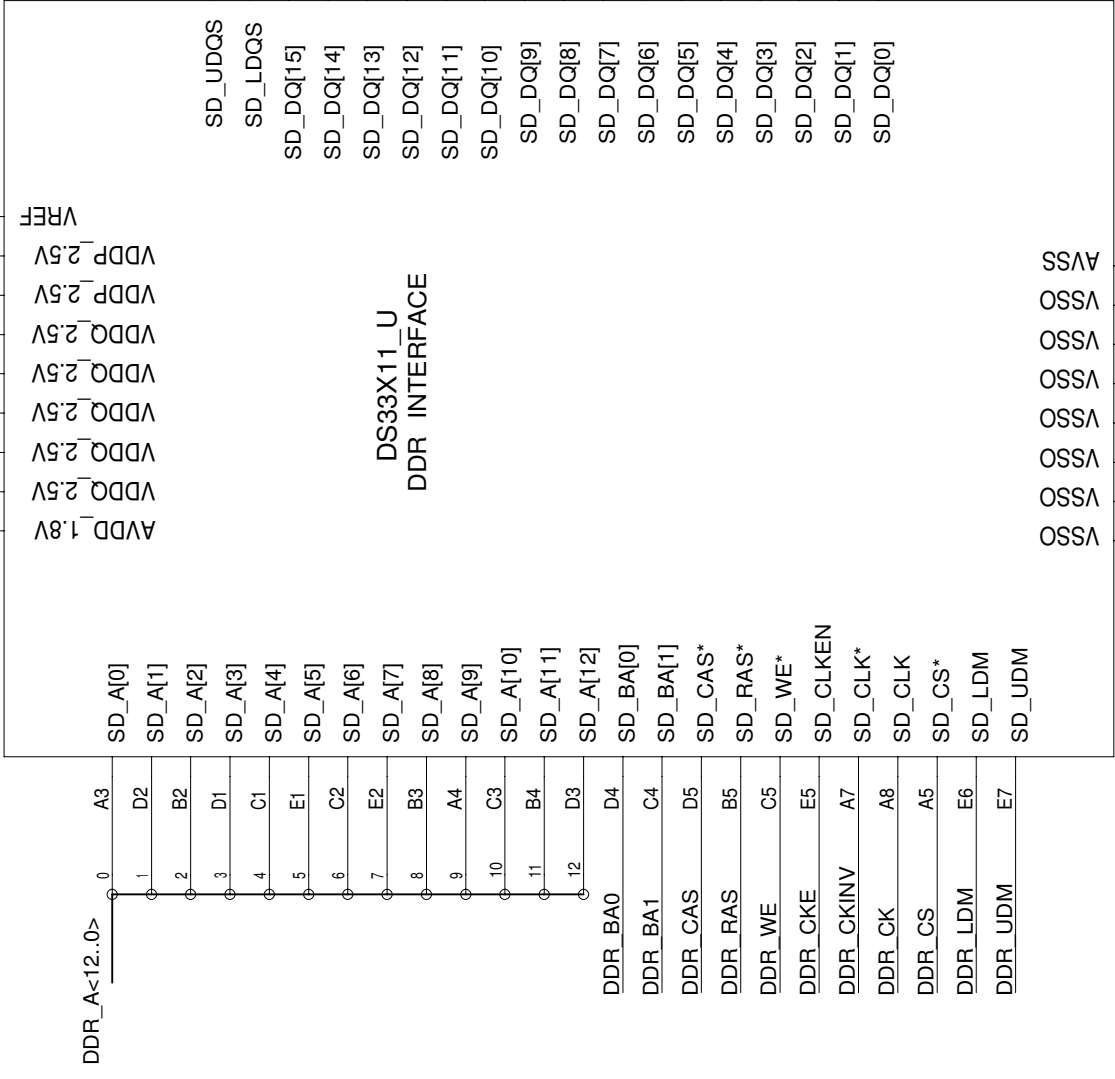 SD_UDQS
SD_LDQS
SD_DQ[15]
SD_DQ[14]
SD_DQ[13]
SD_DQ[12]
SD_DQ[11]
SD_DQ[10]
SD_DQ[9]
SD_DQ[8]
SD_DQ[7]
SD_DQ[6]
SD_DQ[5]
SD_DQ[4]
SD_DQ[3]
SD_DQ[2]
SD_DQ[1]
SD_DQ[0]
VREF
VDDP_2.5V
VDDP_2.5V
VDDQ_2.5V
VDDQ_2.5V
VDDQ_2.5V
VDDQ_2.5V
VDDQ_2.5V
AVDD_1.8V
DS33X11_U
DDR INTERFACE
AVSS
VSSQ
VSSQ
VSSQ
VSSQ
VSSQ
VSSQ
VSSQ
SD_A[0]
SD_A[1]
SD_A[2]
SD_A[3]
SD_A[4]
SD_A[5]
SD_A[6]
SD_A[7]
SD_A[8]
SD_A[9]
SD_A[10]
SD_A[11]
SD_A[12]
SD_BA[0]
SD_BA[1]
SD_CAS*
SD_RAS*
SD_WE*
SD_CLKEN
SD_CLK*
SD_CLK
SD_CS*
SD_LDM
SD_UDM
A3
D2
B2
D1
C1
E1
C2
E2
B3
A4
C3
B4
D3
D4
C4
D5
B5
C5
E5
A7
A8
A5
E6
E7
0
1
2
3
4
5
6
7
8
9
10
11
12
DDR_A<12..0>
DDR_BA0
DDR_BA1
DDR_CAS
DDR_RAS
DDR_WE
DDR_CKE
DDR_CKINV
DDR_CK
DDR_CS
DDR_LDM
DDR_UDM